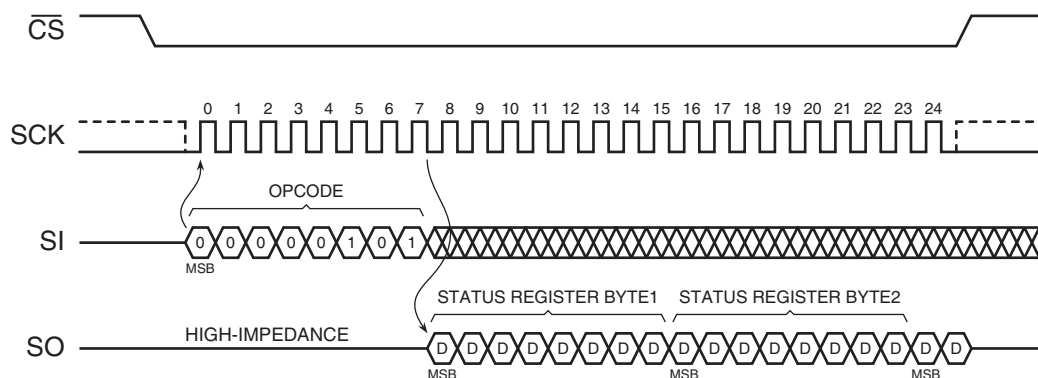 CS
0 1 2 3 4 5 6 7 8 9 10 11 12 13 14 15 16 17 18 19 20 21 22 23 24
SCK
OPCODE
SI 0 0 0 0 0 1 0 1
MSB
STATUS REGISTER BYTE1 STATUS REGISTER BYTE2
HIGH-IMPEDANCE
SO D D D D D D D D D D D D D D D D D D
MSB MSB MSB